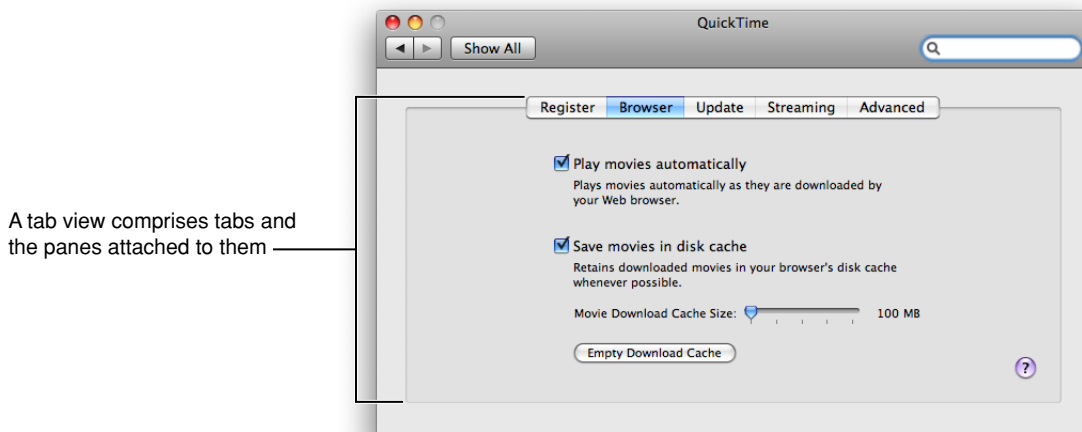 QuickTime
Show All
Register Browser Update Streaming Advanced
Play movies automatically
Plays movies automatically as they are downloaded by
your Web browser.
A tab view comprises tabs and
the panes attached to them
Save movies in disk cache
Retains downloaded movies in your browser's disk cache
whenever possible.
Movie Download Cache Size: 100 MB
Empty Download Cache
?